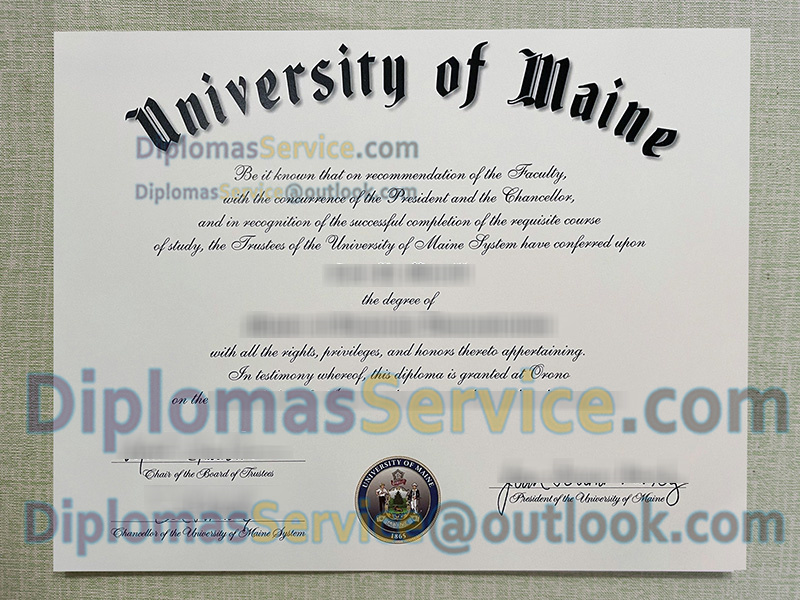 University of Maine
DiplomasService.com
Be it known that on recommendation of the Faculty,
DiplomasService@outlook.com
with the concurrence of the President and the Chancellor,
and in recognition of the successful completion of the requisite course
of study, the Trustees of the University of Maine System have conferred upon
the degree of
with all the rights, privileges, and honors thereto appertaining.
In testimony whereof, this diploma is granted at Orono
on the
DiplomasService.com
Chair of the Board of Trustees
UNIVERSITY OF MAINE
1865
President of the University of Maine
DiplomasService@outlook.com
Chancellor of the University of Maine System